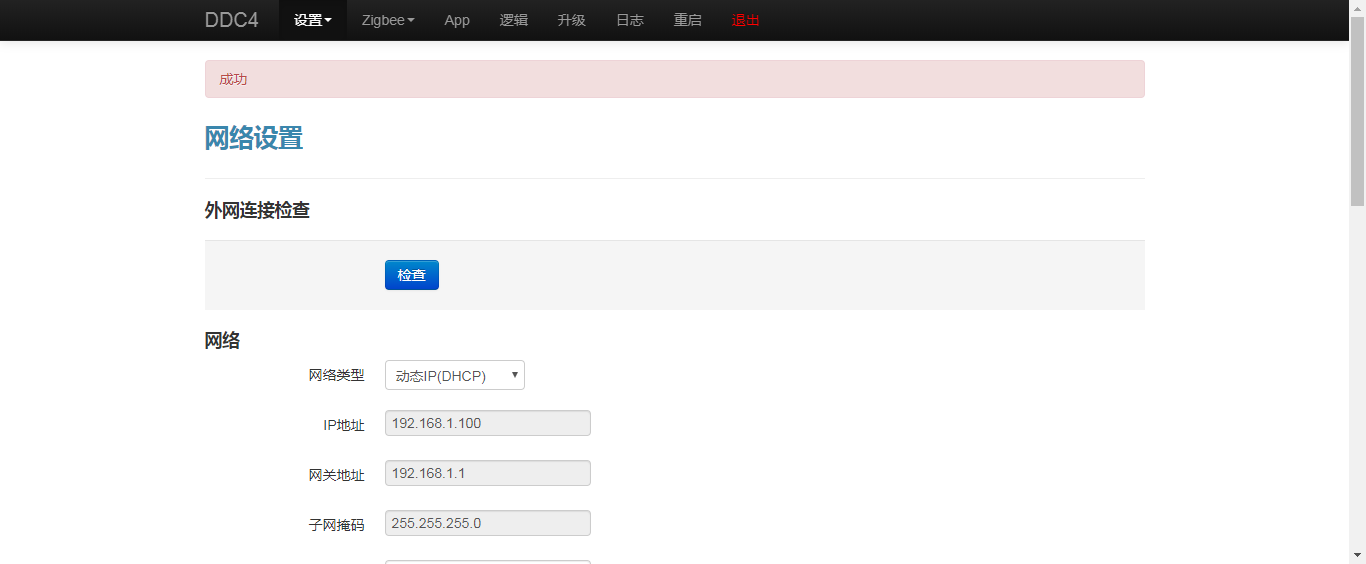 DDC4 设置 Zigbee App 逻辑 升级 日志 重启 退出
成功
网络设置
外网连接检查
检查
网络
网络类型 动态IP(DHCP)
IP地址 192.168.1.100
网关地址 192.168.1.1
子网掩码 255.255.255.0